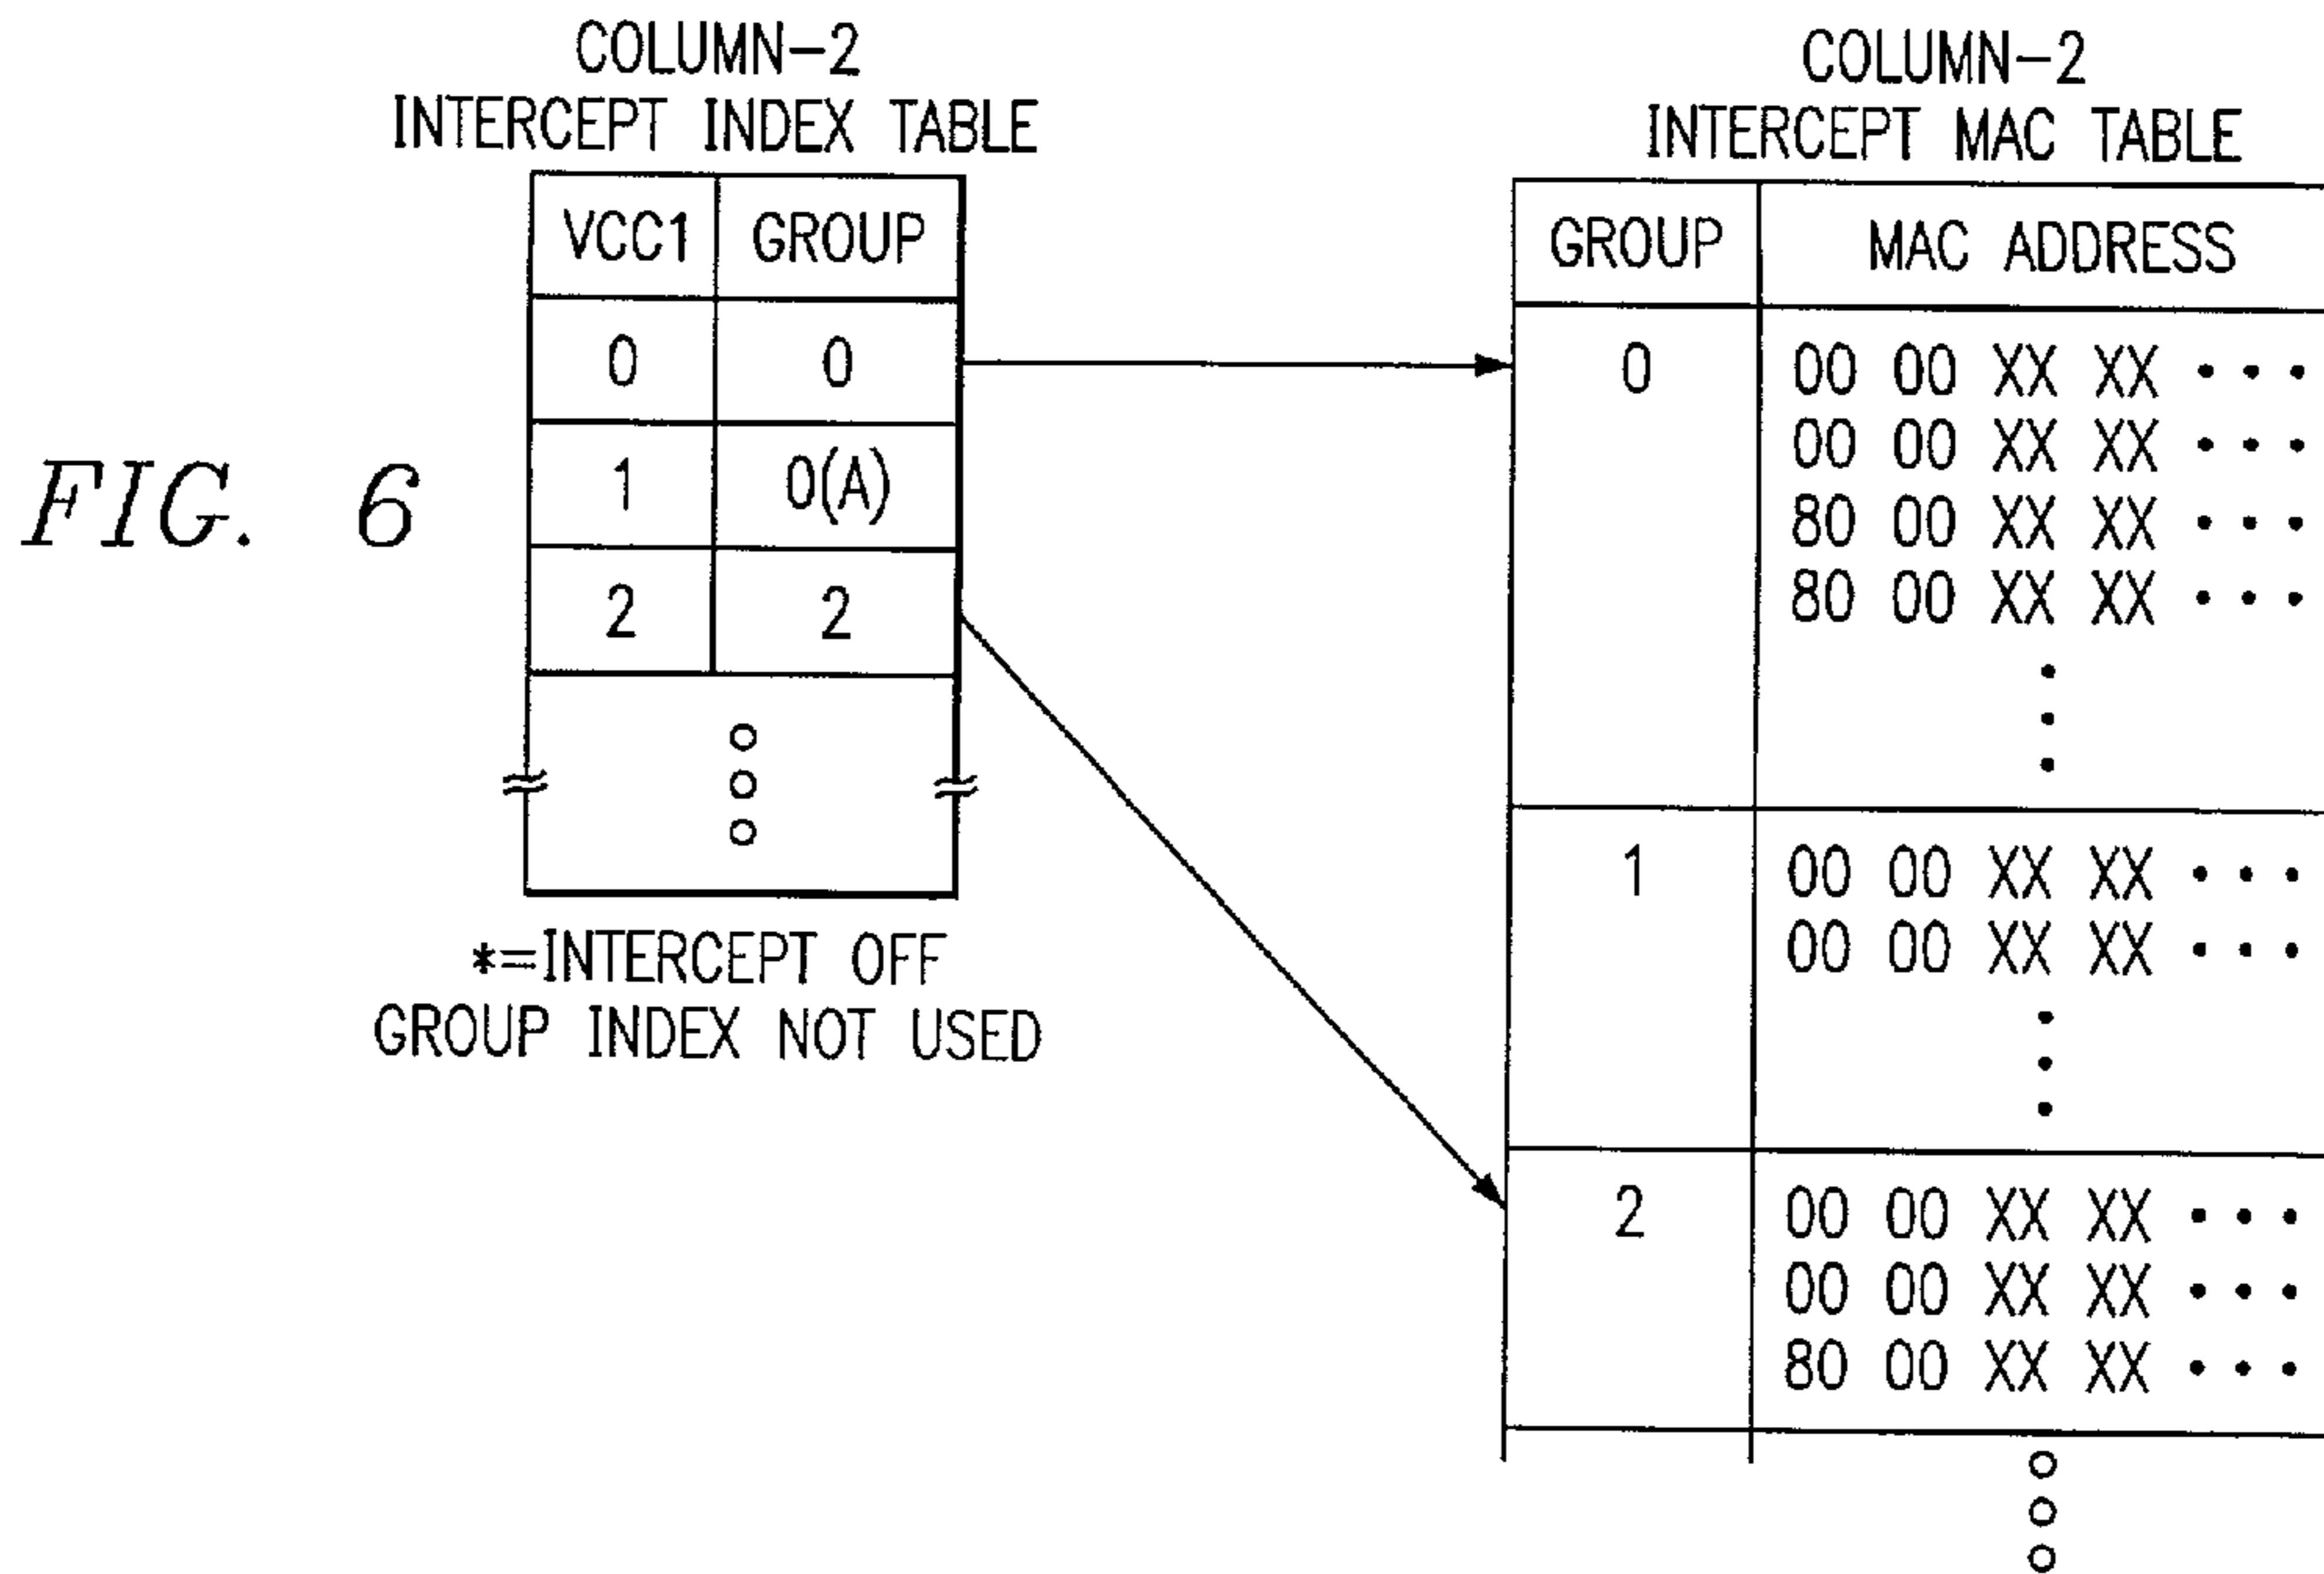 COLUMN-2
INTERCEPT INDEX TABLE
VCC1 GROUP
0 0
1 0(A)
2 2
*=INTERCEPT OFF
GROUP INDEX NOT USED
FIG. 6
COLUMN-2
INTERCEPT MAC TABLE
GROUP MAC ADDRESS
0 00 00 XX XX • • •
00 00 XX XX • • •
80 00 XX XX • • •
80 00 XX XX • • •
1 00 00 XX XX • • •
00 00 XX XX • • •
2 00 00 XX XX • • •
00 00 XX XX • • •
80 00 XX XX • • •